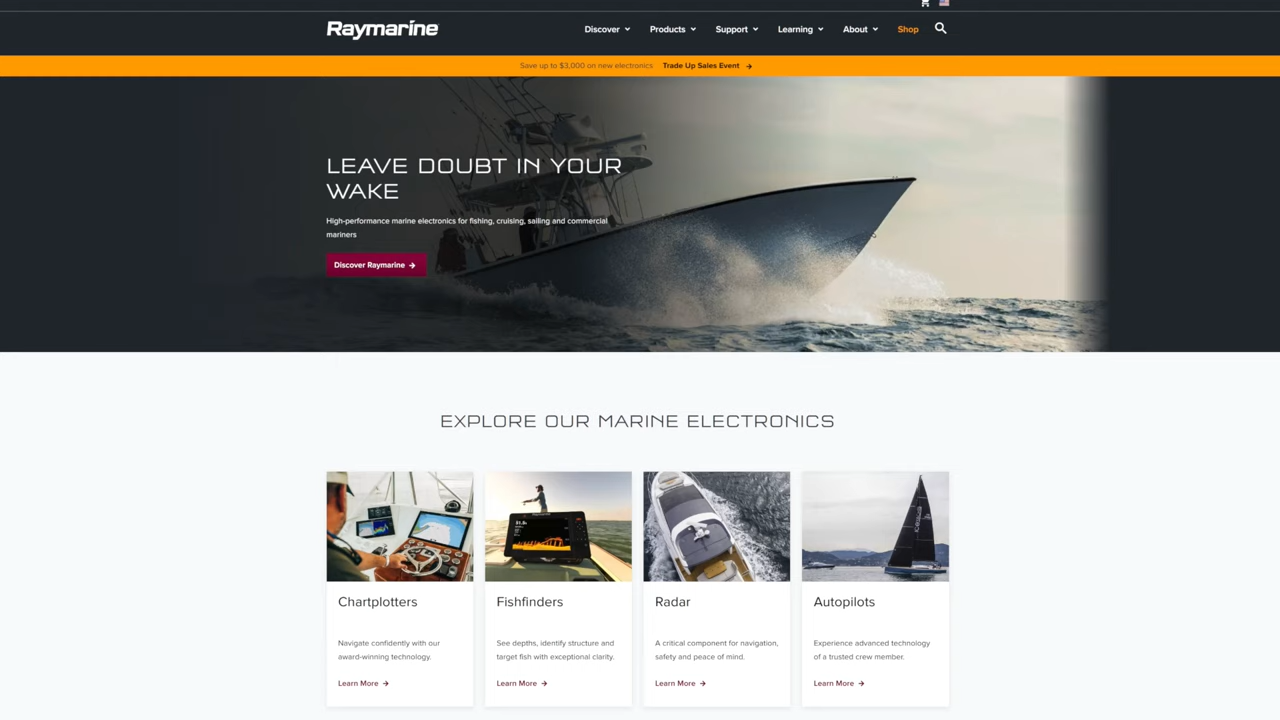 Raymarine
Discover Products Support Learning About Shop
Save up to $3,000 on new electronics Trade Up Sales Event →
LEAVE DOUBT IN YOUR
WAKE
High-performance marine electronics for fishing, cruising, sailing and commercial
mariners
Discover Raymarine →
EXPLORE OUR MARINE ELECTRONICS
Chartplotters
Navigate confidently with our
award-winning technology.
Learn More →
Fishfinders
See depths, identify structure and
target fish with exceptional clarity.
Learn More →
Radar
A critical component for navigation,
safety and peace of mind.
Learn More →
Autopilots
Experience advanced technology
of a trusted crew member.
Learn More →